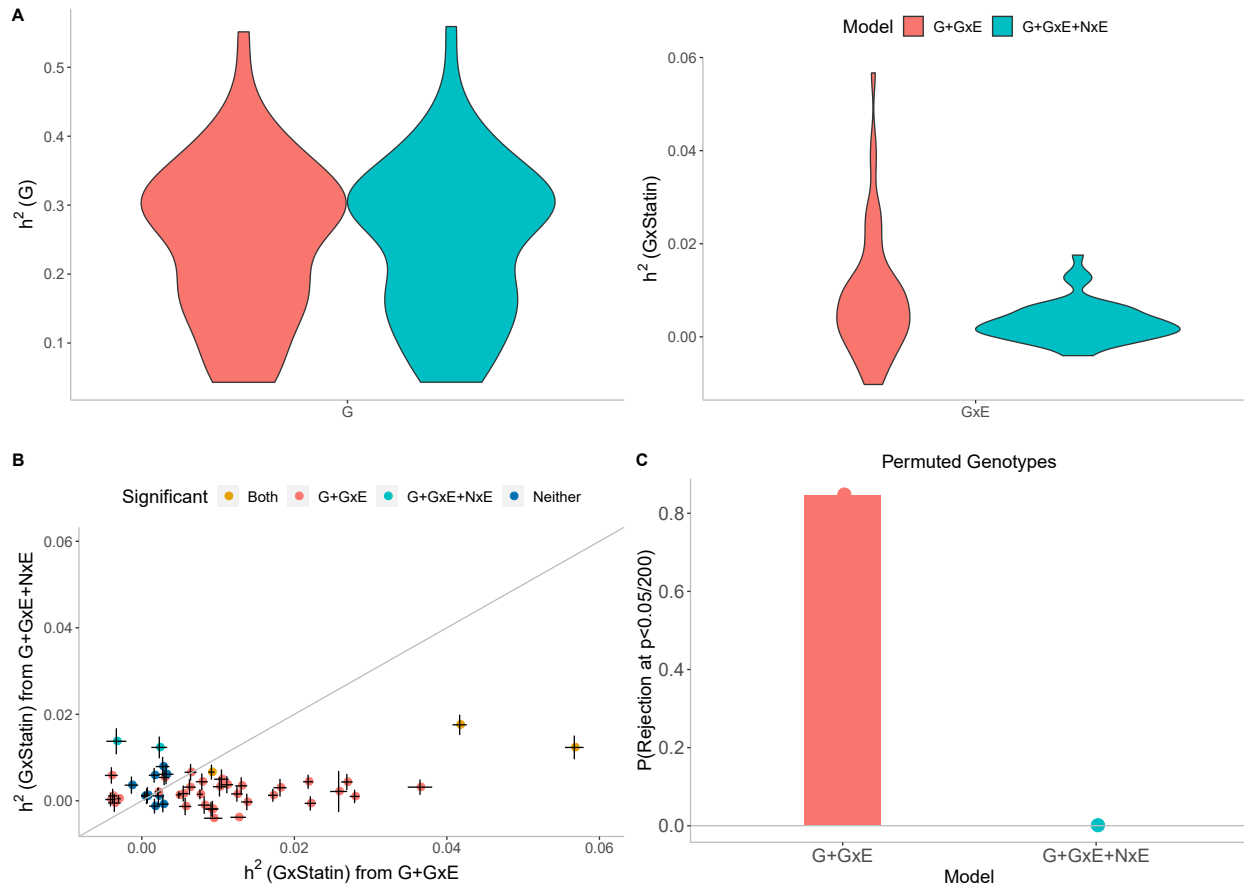 A
h² (G)
0.5
0.4
0.3
0.2
0.1
G
Model G+GxE G+GxE+NxE
h² (GxStatin)
0.06
0.04
0.02
0.00
GxE
B
Significant Both G+GxE G+GxE+NxE Neither
h² (GxStatin) from G+GxE+NxE
0.06
0.04
0.02
0.00
0.00 0.02 0.04 0.06
h² (GxStatin) from G+GxE
C
Permuted Genotypes
P(Rejection at p<0.05/200)
0.8
0.6
0.4
0.2
0.0
G+GxE G+GxE+NxE
Model